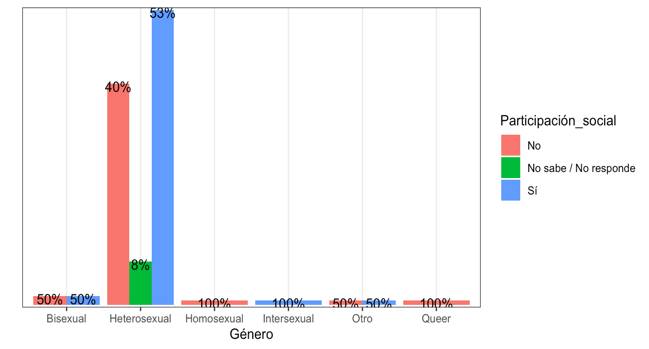 53%
40%
8%
50% 50%
100%
100%
50% 50%
100%
Bisexual Heterosexual Homosexual Intersexual Otro Queer
Género
Participación_social
No
No sabe / No responde
Sí